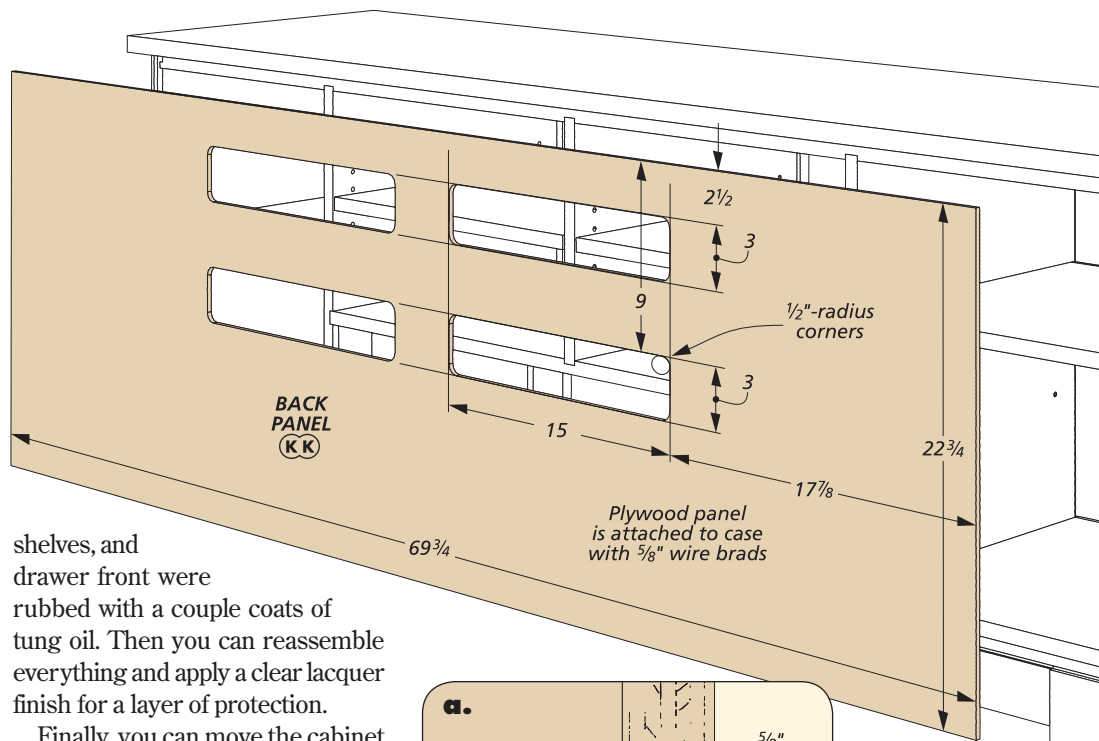 2½
3
9
½"-radius
corners
3
BACK
PANEL
KK
15
22¾
17⅞
Plywood panel
is attached to case
with ⅝" wire brads
69¾
shelves, and
drawer front were
rubbed with a couple coats of
tung oil. Then you can reassemble
everything and apply a clear lacquer
finish for a layer of protection.
Finally, you can move the cabinet
a.
⅝"